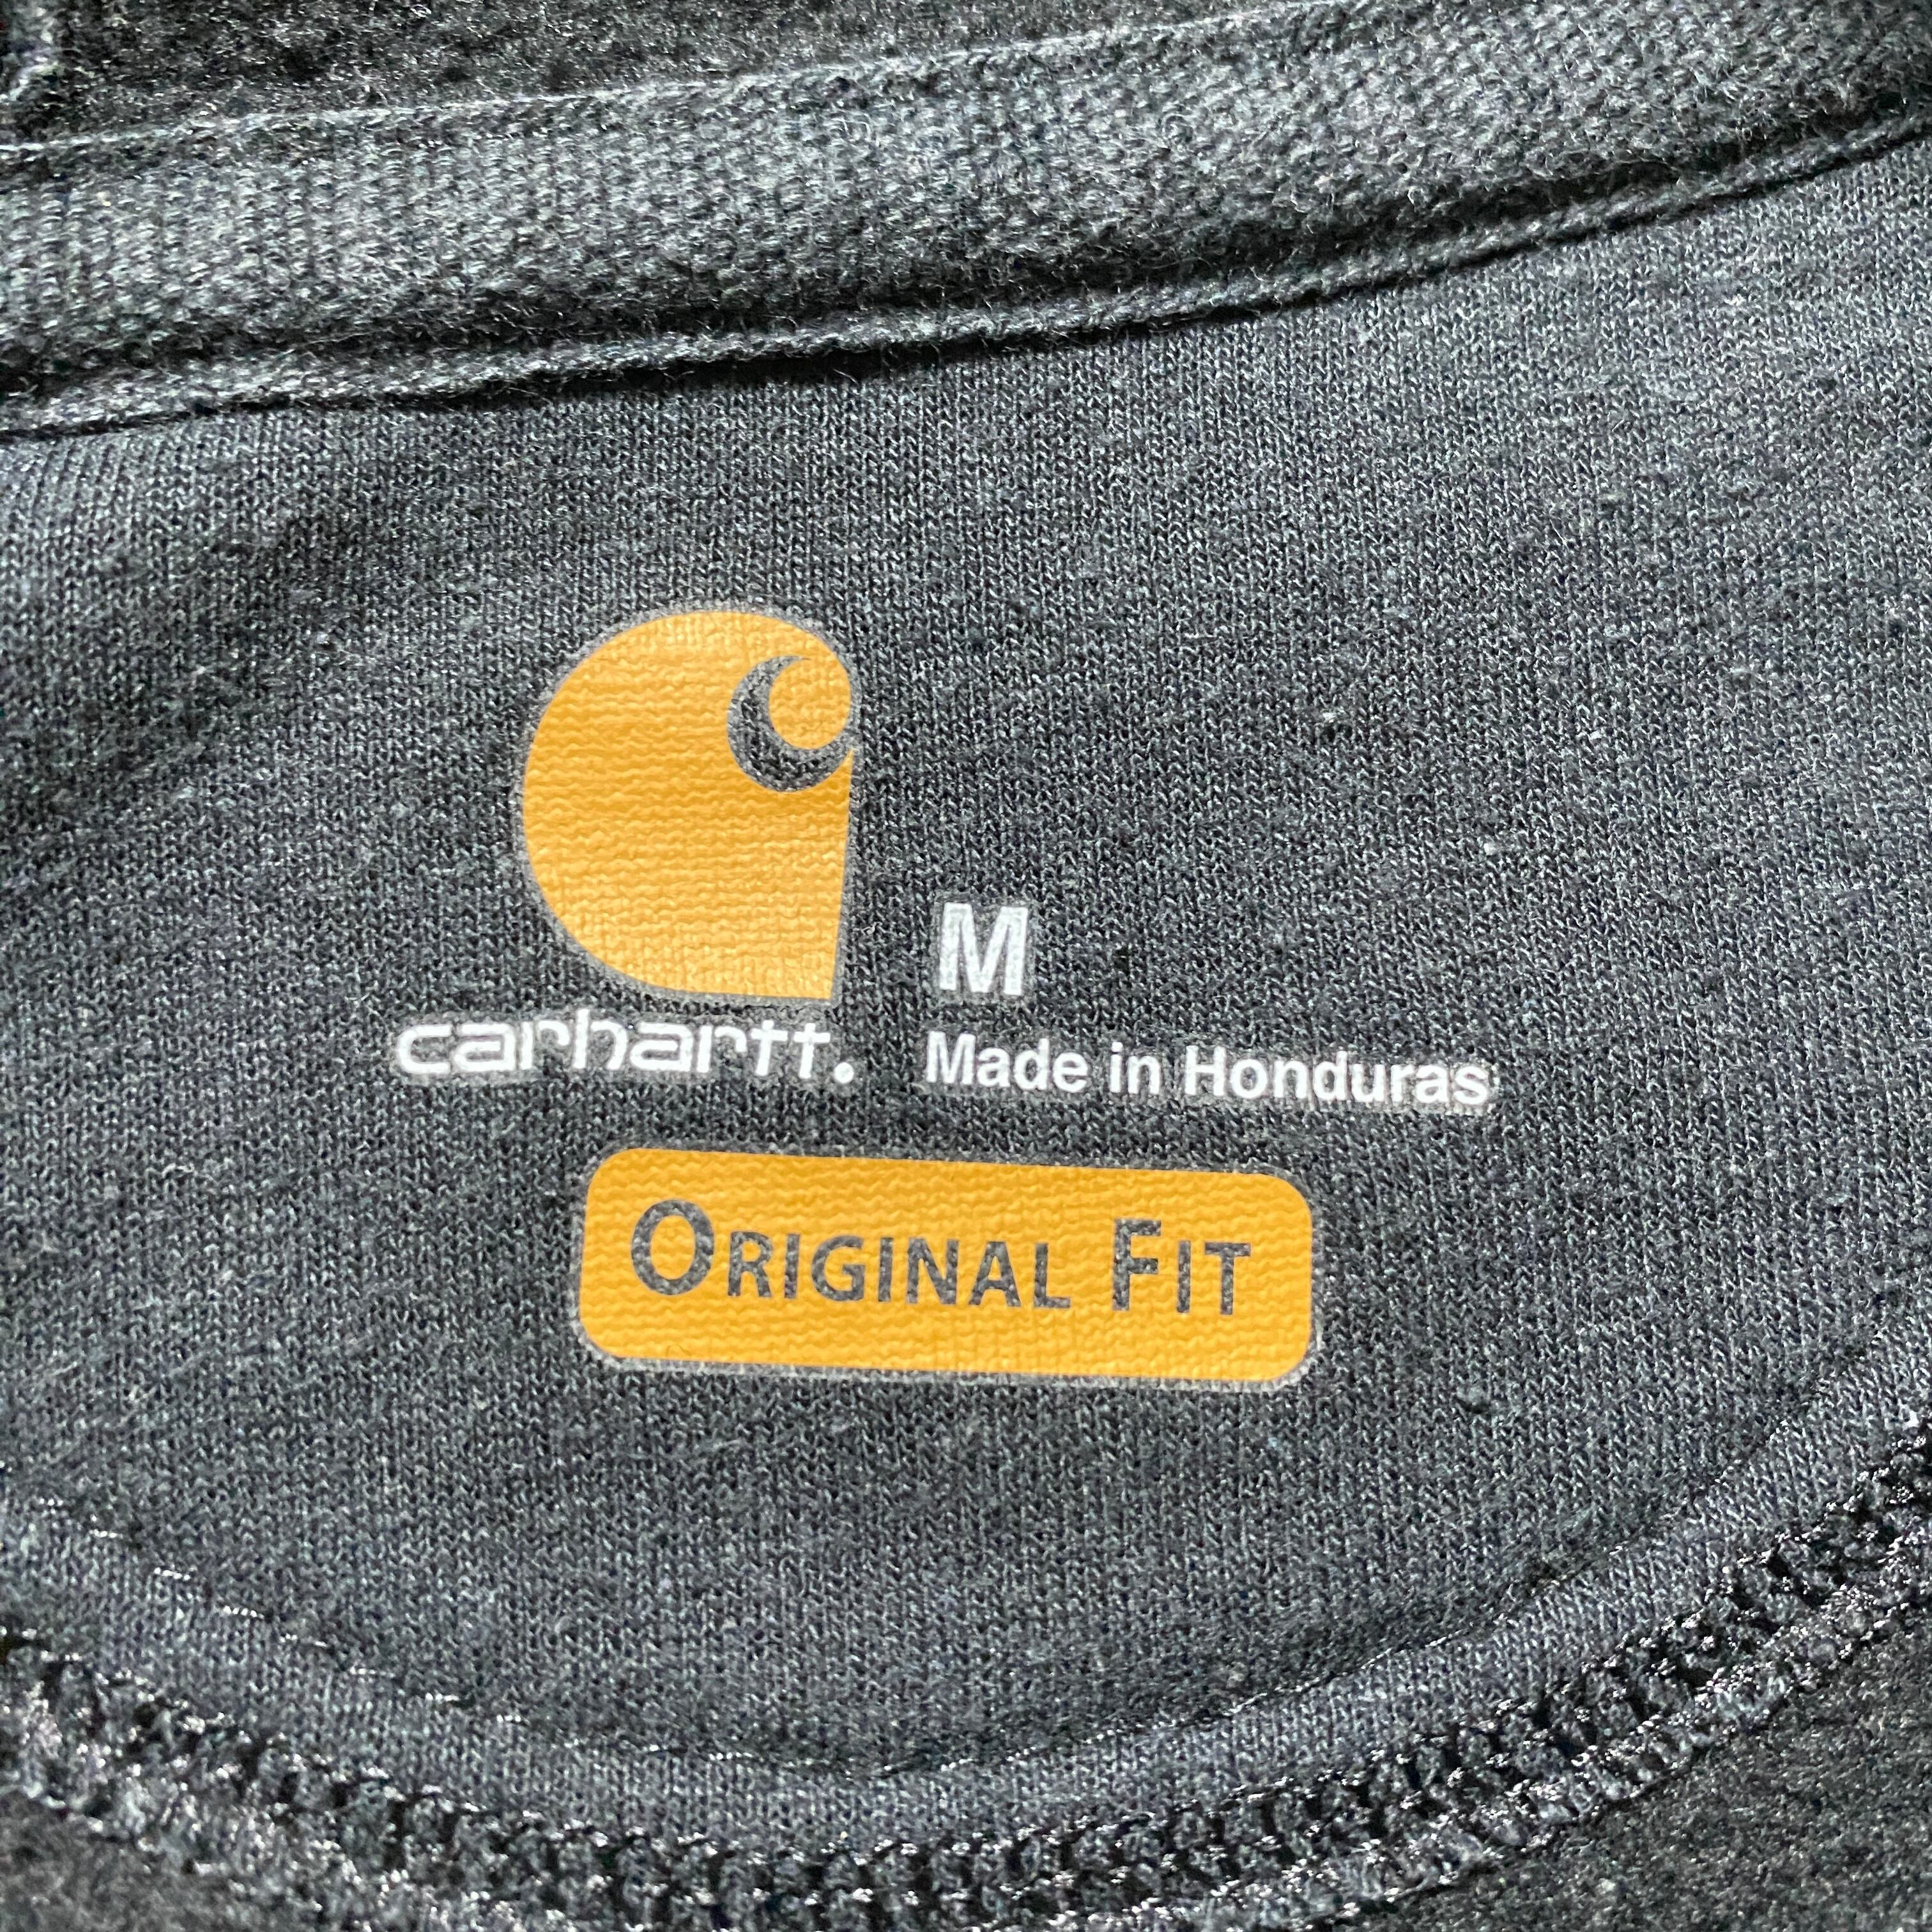 M
carhartt.
Made in Honduras
ORIGINAL FIT